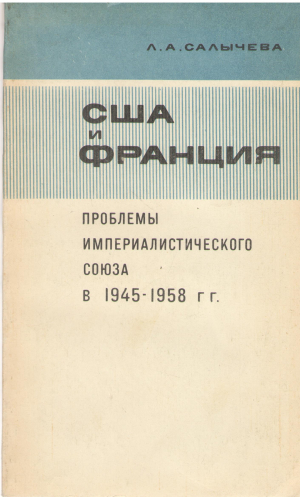 Л.А.САЛЫЧЕВА
США
И
ФРАНЦИЯ
ПРОБЛЕМЫ
ИМПЕРИАЛИСТИЧЕСКОГО
СОЮЗА
В 1945-1958 ГГ.